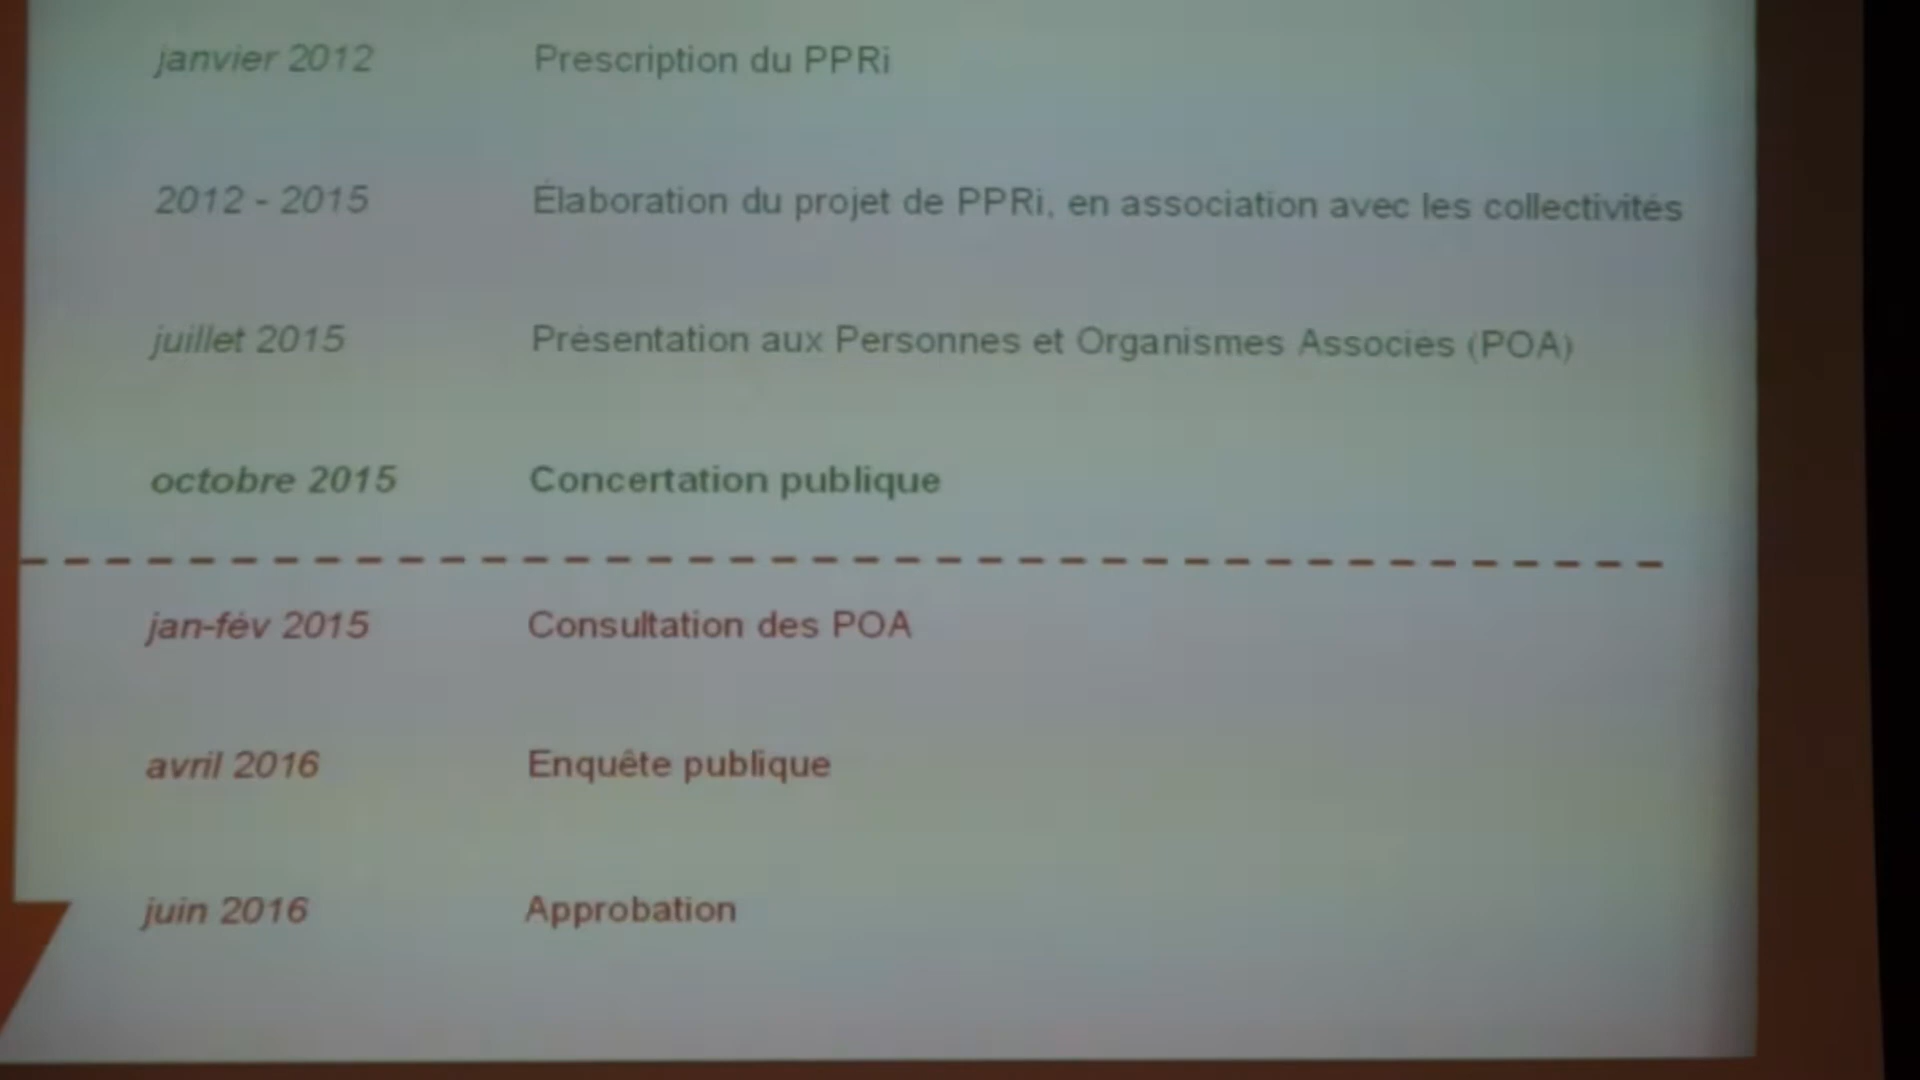 janvier 2012 Prescription du PPRi
2012 - 2015 Élaboration du projet de PPRi, en association avec les collectivités
juillet 2015 Présentation aux Personnes et Organismes Associés (POA)
octobre 2015 Concertation publique
jan-fév 2015 Consultation des POA
avril 2016 Enquête publique
juin 2016 Approbation